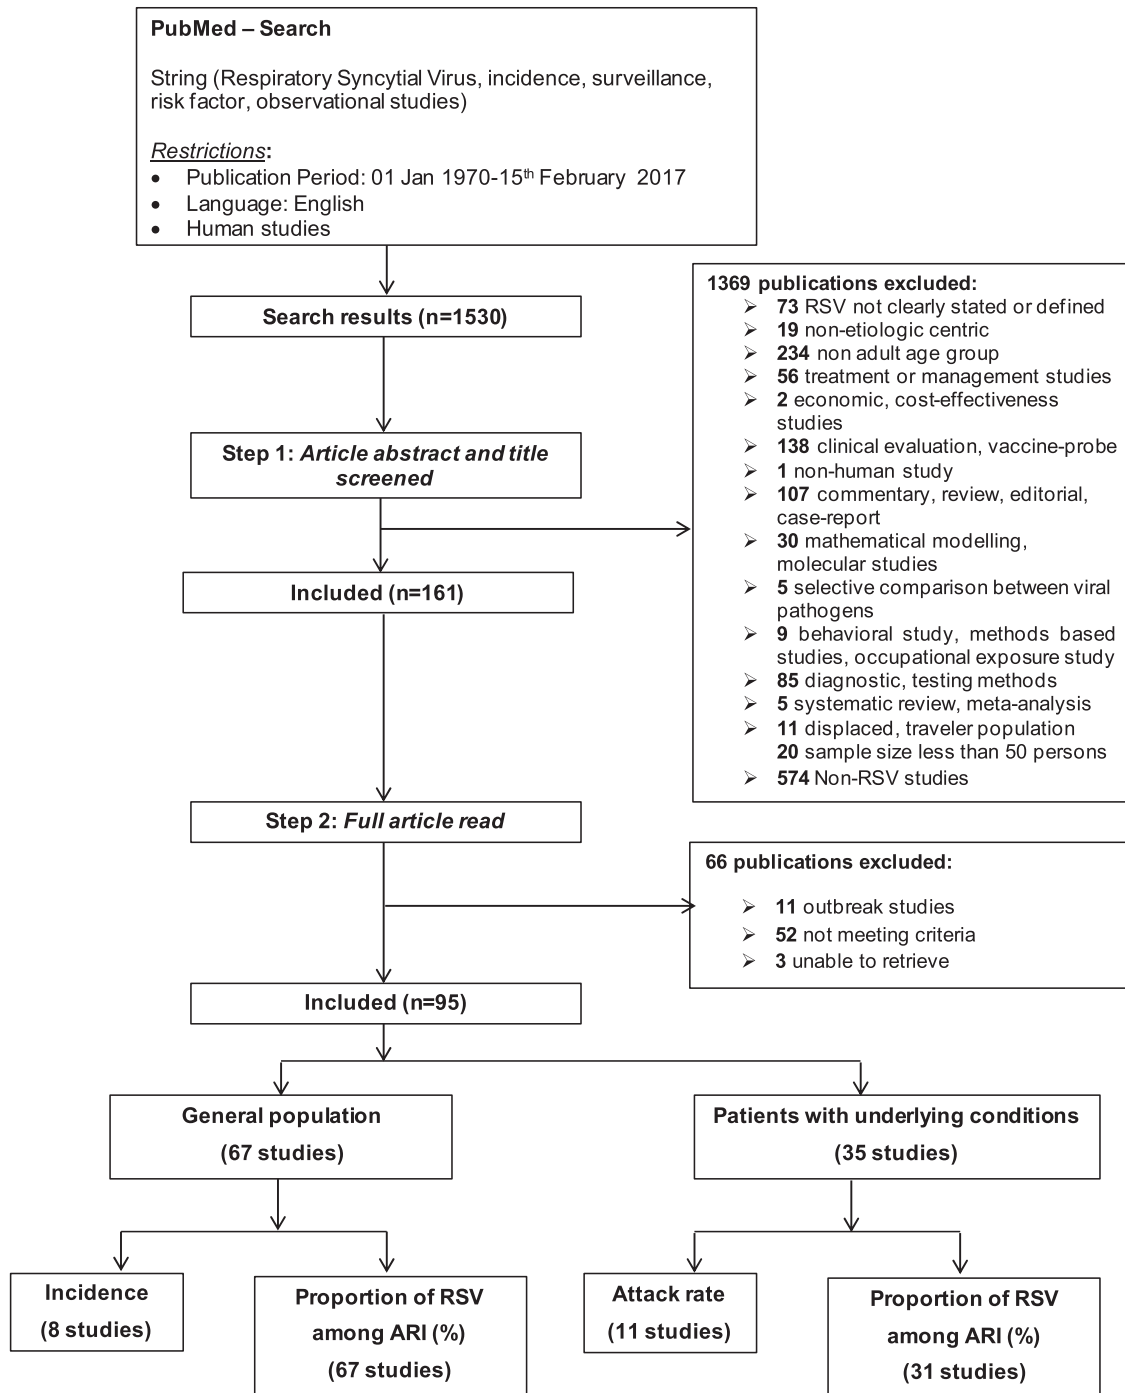 PubMed – Search
String (Respiratory Syncytial Virus, incidence, surveillance,
risk factor, observational studies)
Restrictions:
• Publication Period: 01 Jan 1970-15th February 2017
• Language: English
• Human studies
Search results (n=1530)
Step 1: Article abstract and title
screened
1369 publications excluded:
➢ 73 RSV not clearly stated or defined
➢ 19 non-etiologic centric
➢ 234 non adult age group
➢ 56 treatment or management studies
➢ 2 economic, cost-effectiveness
studies
➢ 138 clinical evaluation, vaccine-probe
➢ 1 non-human study
➢ 107 commentary, review, editorial,
case-report
➢ 30 mathematical modelling,
molecular studies
➢ 5 selective comparison between viral
pathogens
➢ 9 behavioral study, methods based
studies, occupational exposure study
➢ 85 diagnostic, testing methods
➢ 5 systematic review, meta-analysis
➢ 11 displaced, traveler population
20 sample size less than 50 persons
➢ 574 Non-RSV studies
Included (n=161)
Step 2: Full article read
66 publications excluded:
➢ 11 outbreak studies
➢ 52 not meeting criteria
➢ 3 unable to retrieve
Included (n=95)
General population
(67 studies)
Patients with underlying conditions
(35 studies)
Incidence
(8 studies)
Proportion of RSV
among ARI (%)
(67 studies)
Attack rate
(11 studies)
Proportion of RSV
among ARI (%)
(31 studies)